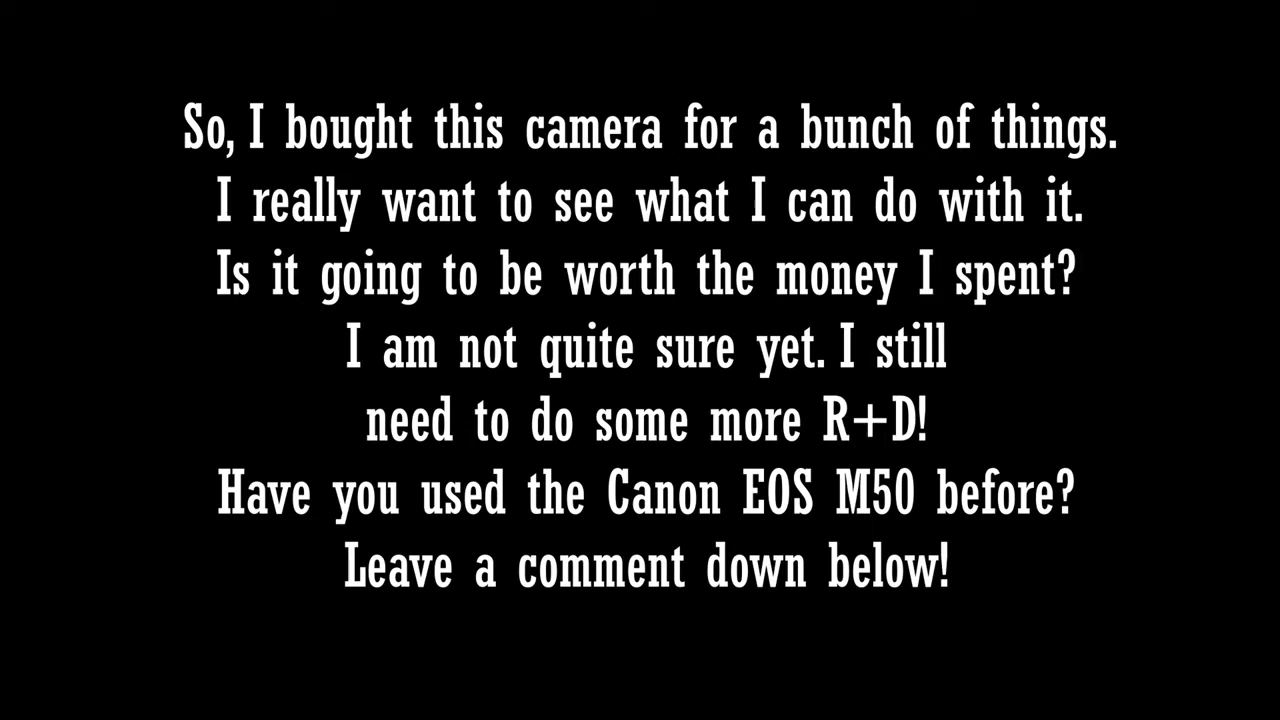 So, I bought this camera for a bunch of things.
I really want to see what I can do with it.
Is it going to be worth the money I spent?
I am not quite sure yet. I still
need to do some more R+D!
Have you used the Canon EOS M50 before?
Leave a comment down below!